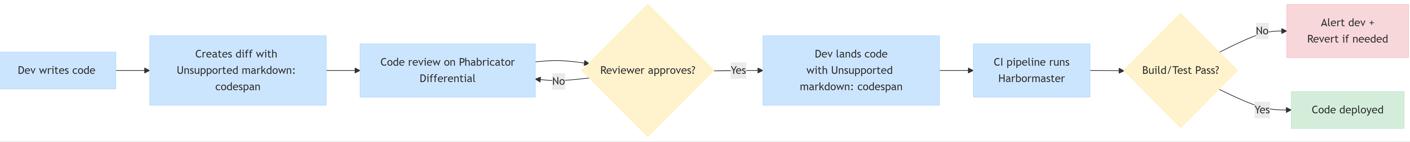 Dev writes code
Creates diff with
Unsupported markdown:
codespan
Code review on Phabricator
Differential
No
Reviewer approves?
Yes
Dev lands code
with Unsupported
markdown: codespan
CI pipeline runs
Harbormaster
Build/Test Pass?
No
Alert dev +
Revert if needed
Yes
Code deployed